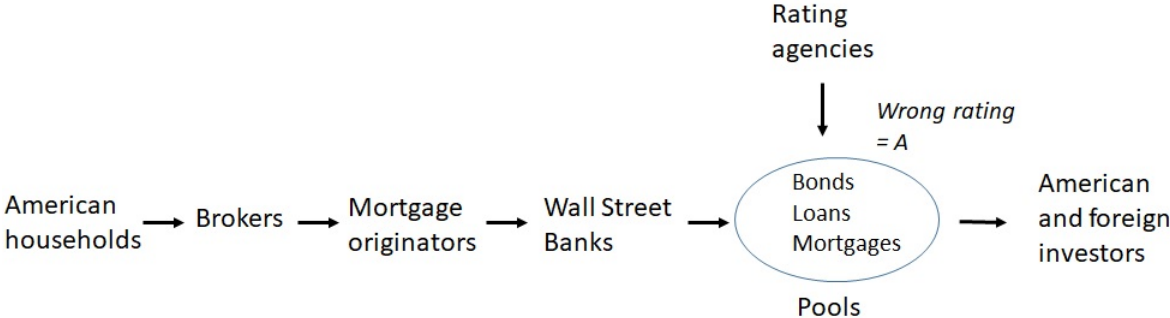 Rating
agencies
Wrong rating
= A
American
households
Brokers
Mortgage
originators
Wall Street
Banks
Bonds
Loans
Mortgages
Pools
American
and foreign
investors